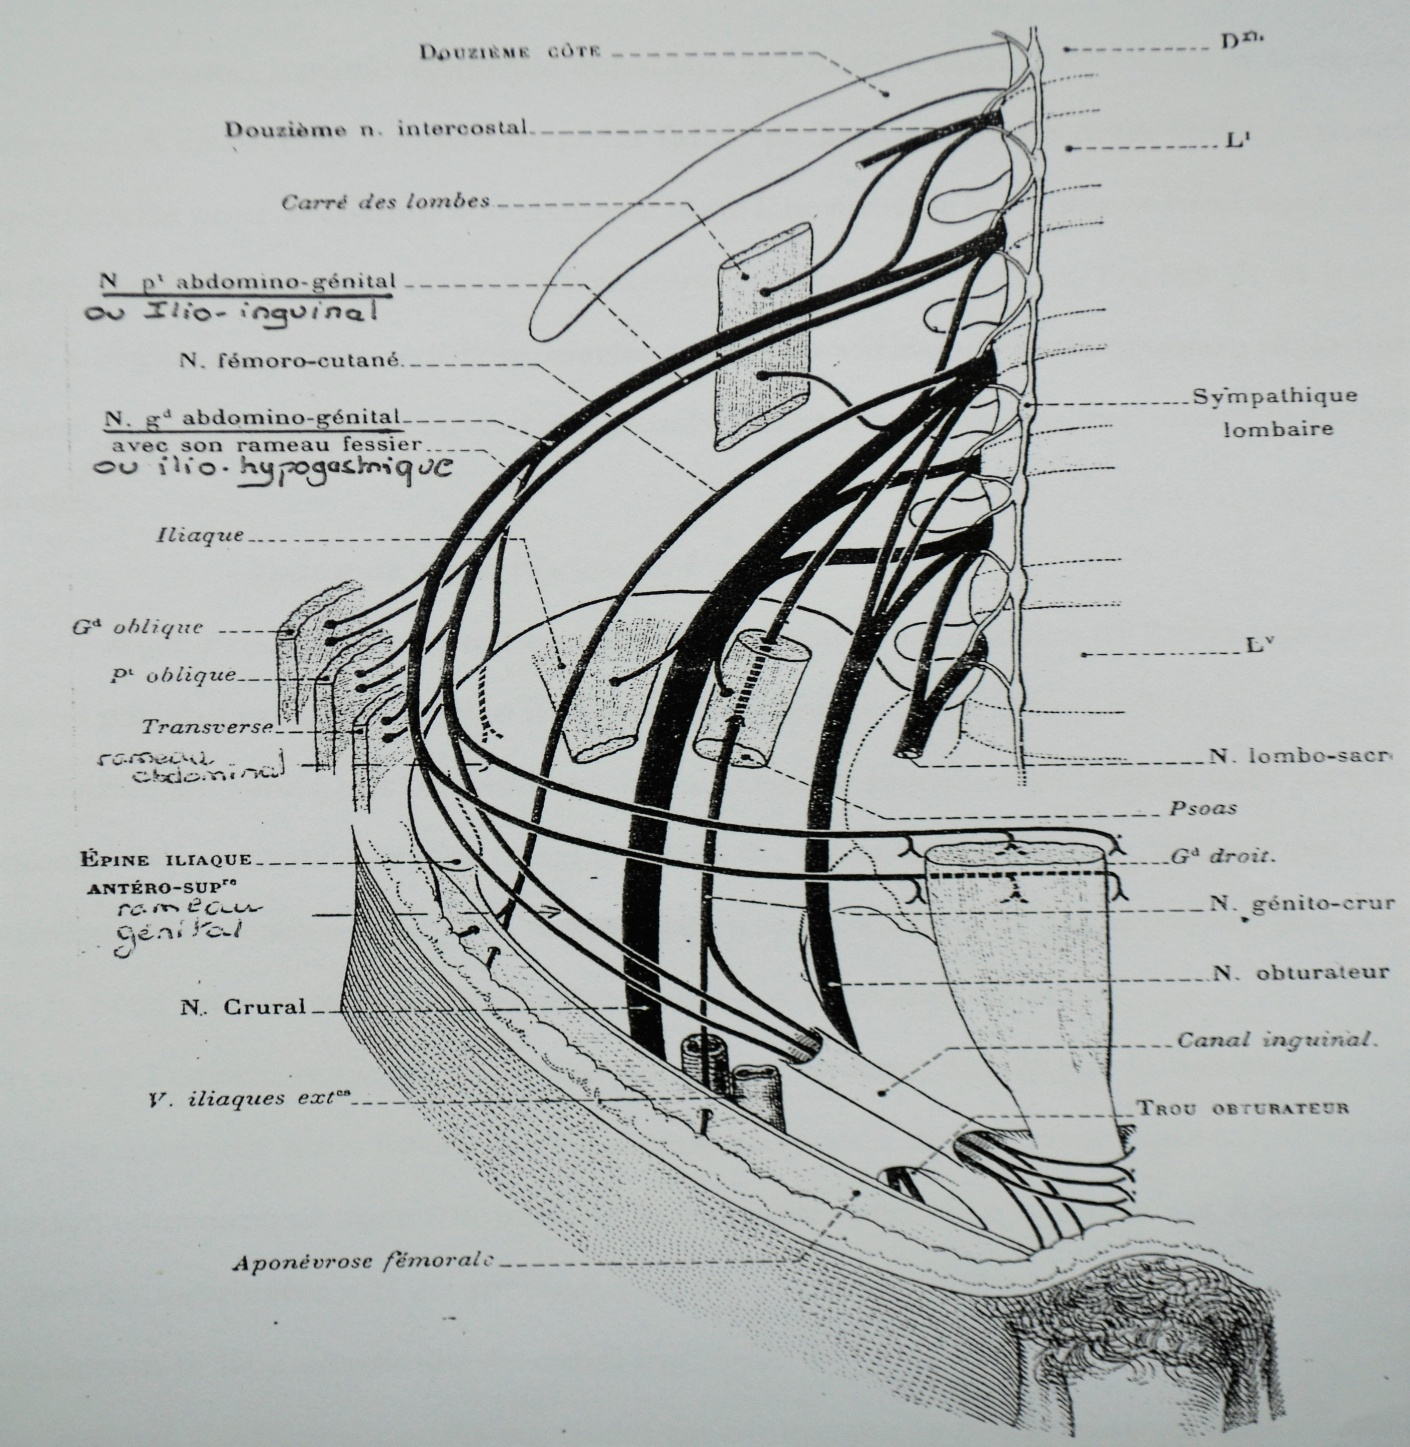 DOUZIÈME CÔTE
Dxii.
Douzième n. intercostal
L¹
Carré des lombes
N pᵗ abdomino-génital
ou Ilio-inguinal
N. fémoro-cutané.
Sympathique
lombaire
N. gᵈ abdomino-génital
avec son rameau fessier
ou ilio-hypogastrique
Iliaque
Gᵈ oblique
Lᵛ
Pᵗ oblique
Transverse
rameau
abdominal
N. lombo-sacr
Psoas
ÉPINE ILIAQUE
ANTÉRO-SUPʳᵉ
Gᵈ droit.
rameau
génital
N. génito-crur
N. obturateur
N. Crural
Canal inguinal.
V. iliaques extᵉˢ
TROU OBTURATEUR
Aponévrose fémorale